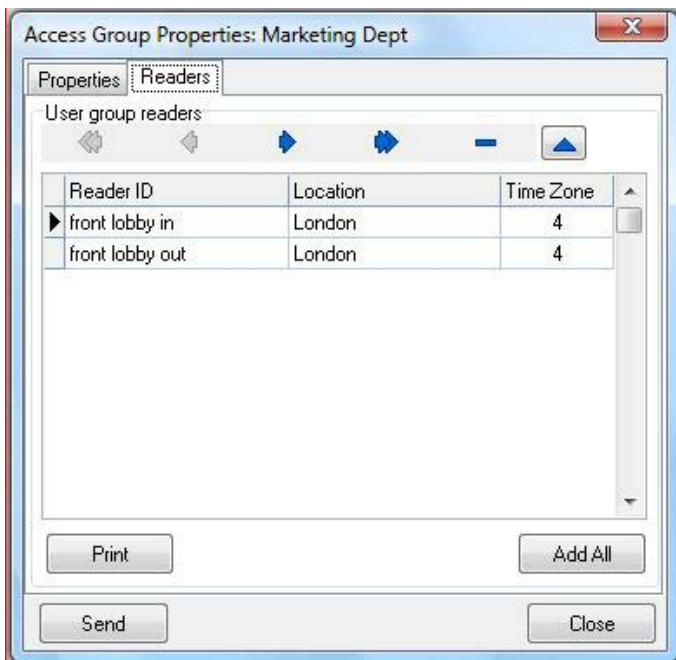 Access Group Properties: Marketing Dept
Properties Readers
User group readers
Reader ID Location Time Zone
front lobby in London 4
front lobby out London 4
Print Add All
Send Close